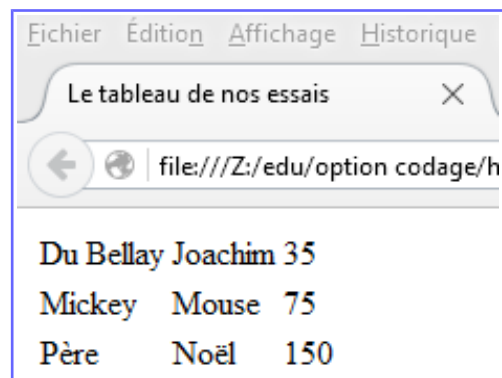 Fichier Édition Affichage Historique
Le tableau de nos essais
file:///Z:/edu/option codage/h
Du Bellay Joachim 35
Mickey Mouse 75
Père Noël 150